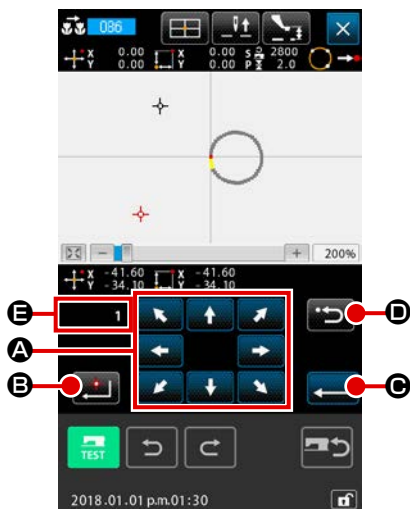 086
X 0.00 X 0.00 S 2800
Y 0.00 Y 0.00 P 2.0
200%
X -41.60 X -41.60
Y -34.10 Y -34.10
E 1 D
A
B C
TEST
2018.01.01 p.m.01:30